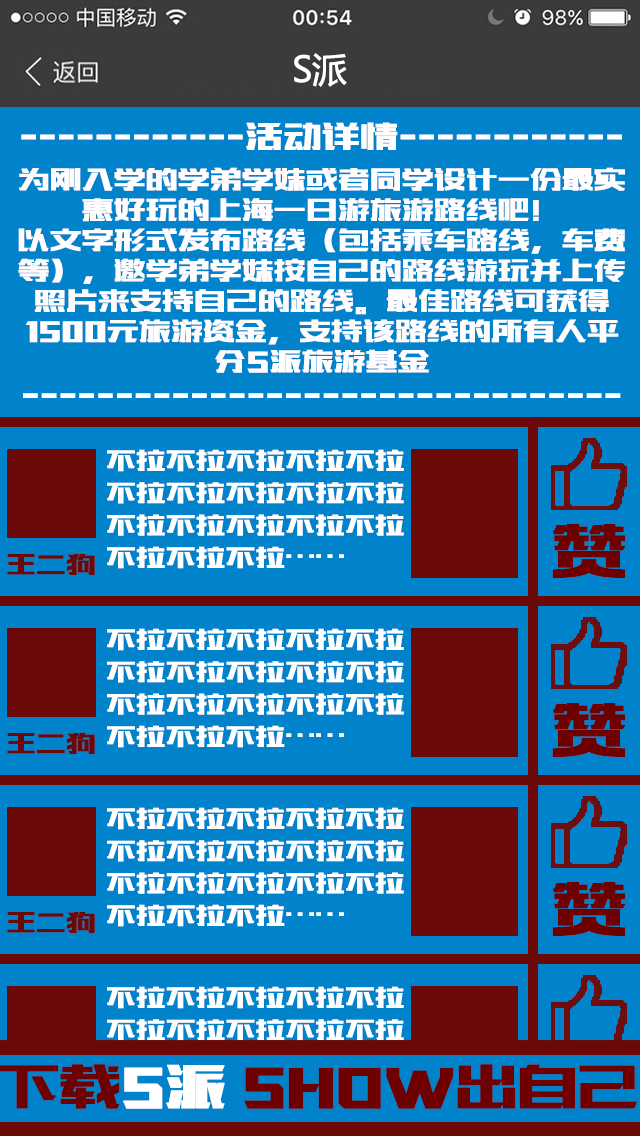 中国移动 00:54 98%
返回 S派
------------活动详情------------
为刚入学的学弟学妹或者同学设计一份最实
惠好玩的上海一日游旅游路线吧！
以文字形式发布路线（包括乘车路线，车费
等），邀学弟学妹按自己的路线游玩并上传
照片来支持自己的路线。最佳路线可获得
1500元旅游资金，支持该路线的所有人平
分S派旅游基金
--------------------------------
不拉不拉不拉不拉不拉
不拉不拉不拉不拉不拉
不拉不拉不拉不拉不拉
不拉不拉不拉……
王二狗
赞
不拉不拉不拉不拉不拉
不拉不拉不拉不拉不拉
不拉不拉不拉不拉不拉
不拉不拉不拉……
王二狗
赞
不拉不拉不拉不拉不拉
不拉不拉不拉不拉不拉
不拉不拉不拉不拉不拉
不拉不拉不拉……
王二狗
赞
不拉不拉不拉不拉不拉
不拉不拉不拉不拉不拉
下载S派 SHOW出自己